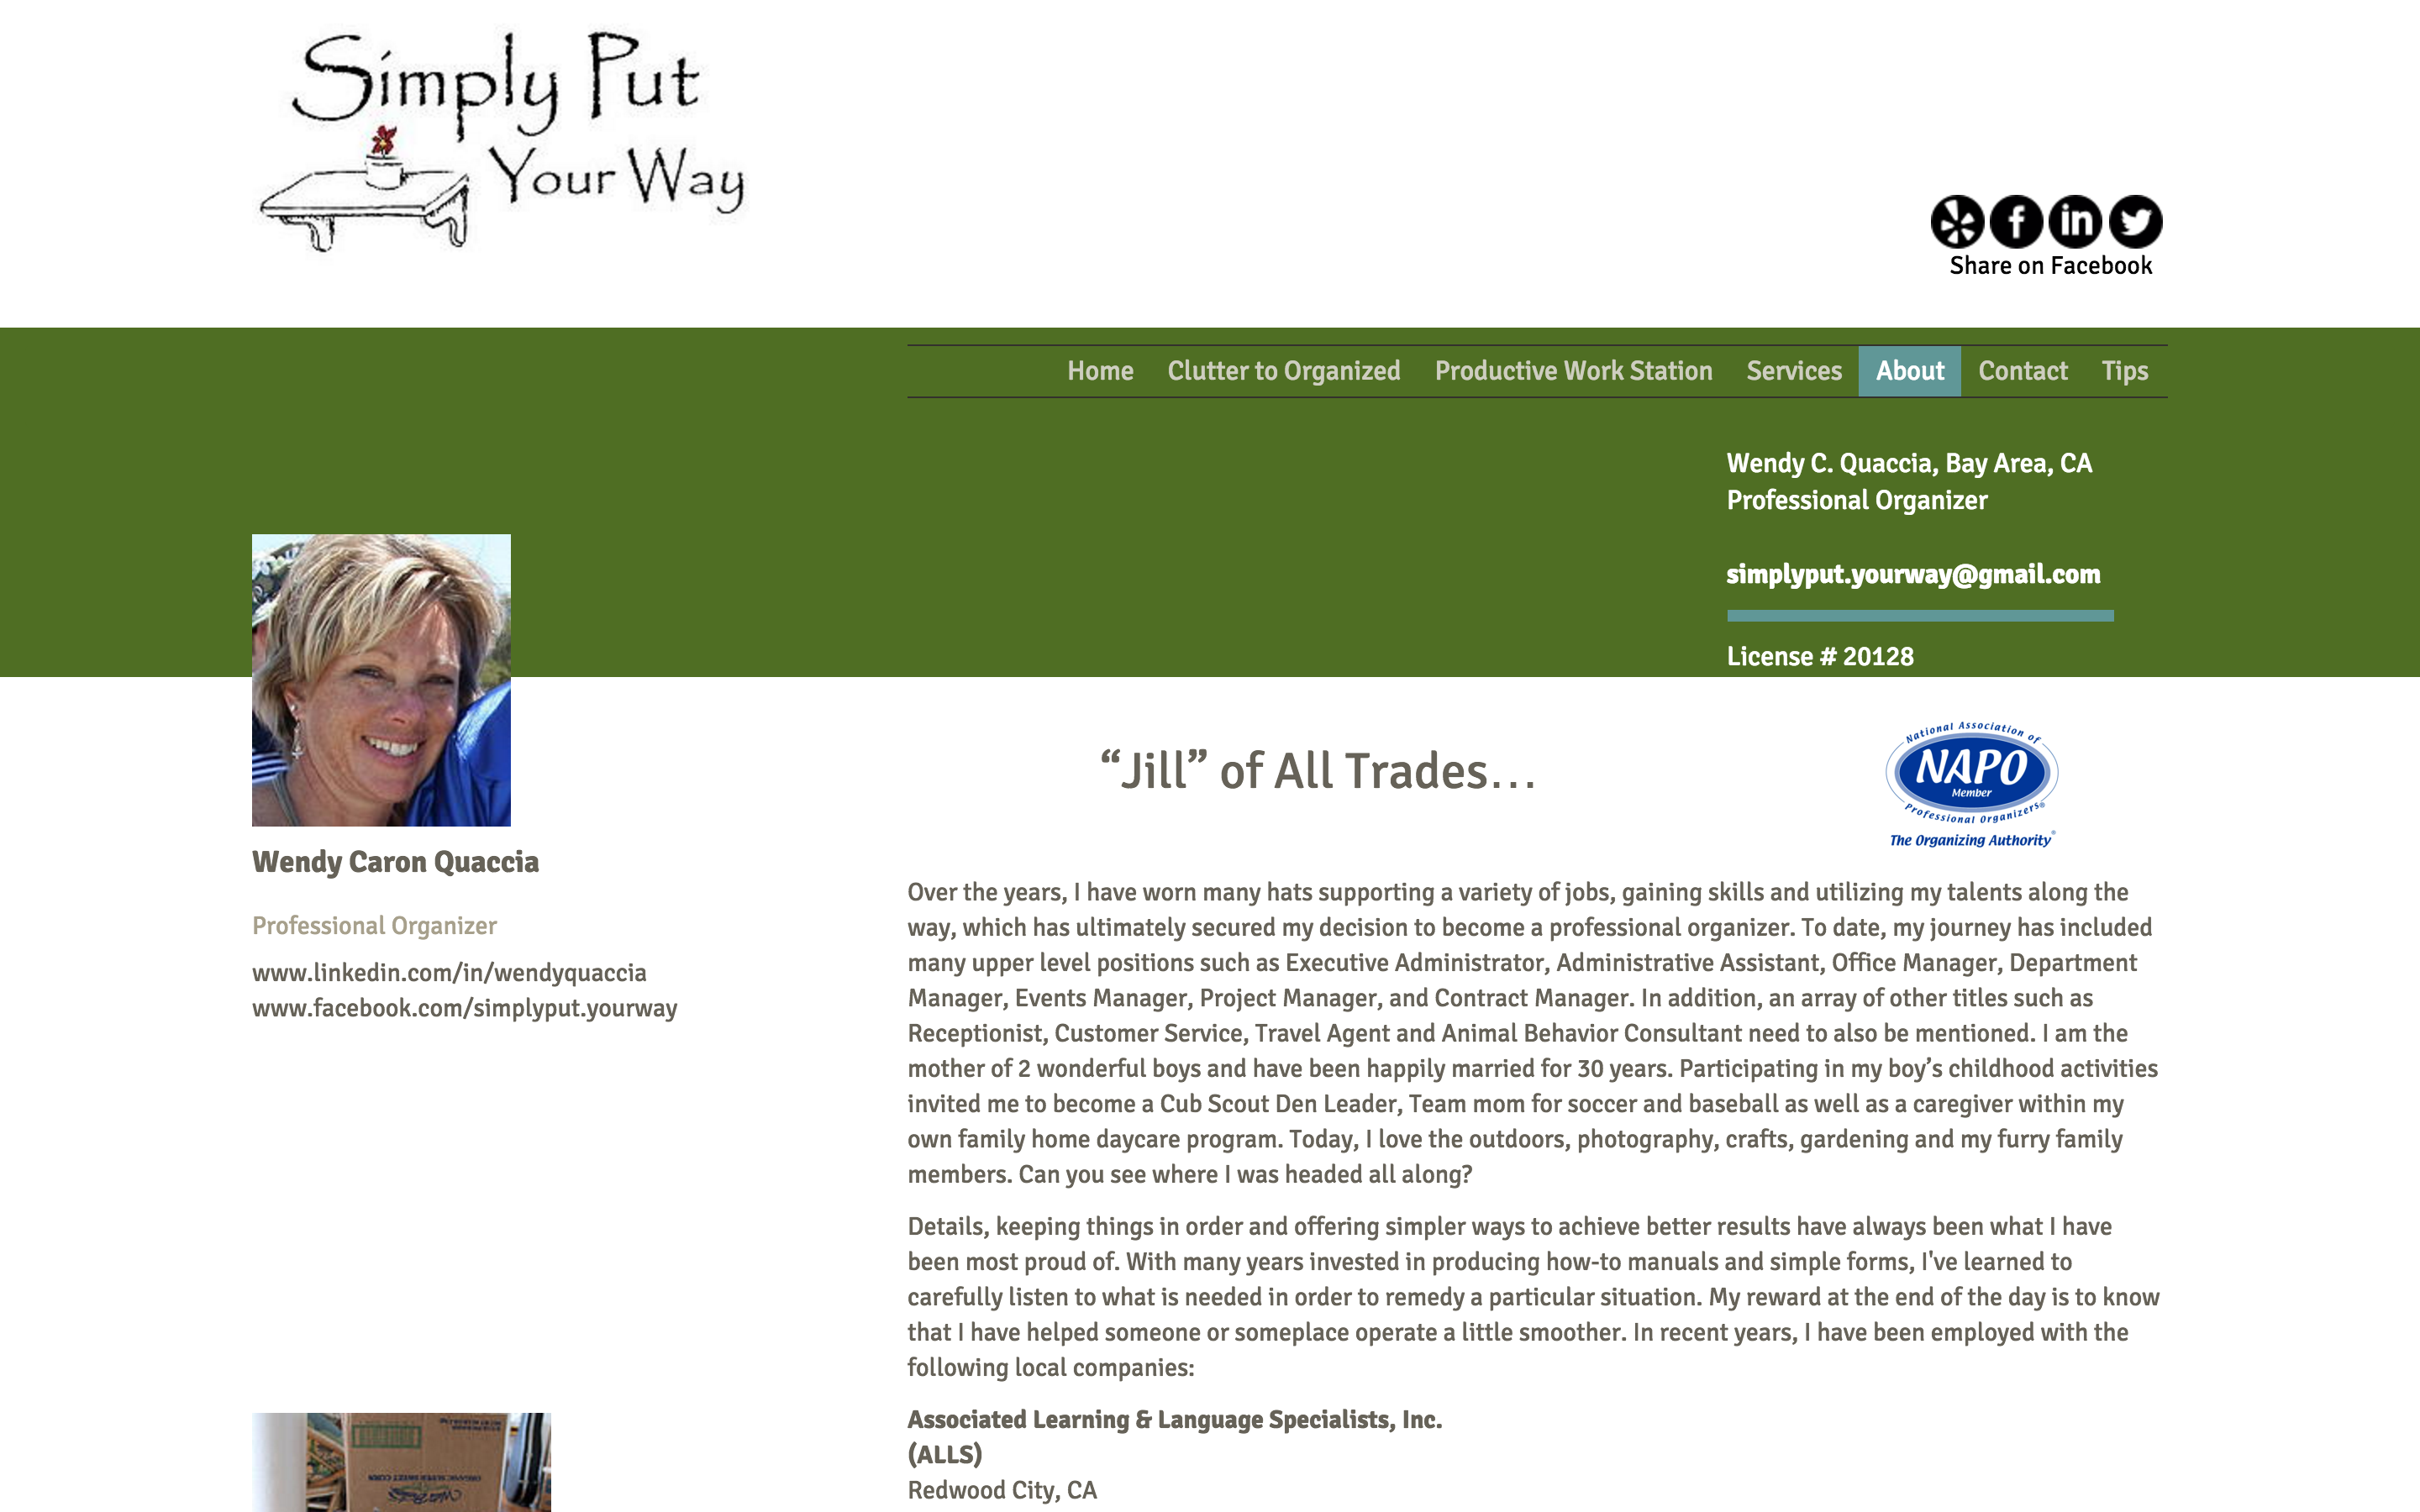 Simply Put
Your Way
Share on Facebook
Home Clutter to Organized Productive Work Station Services About Contact Tips
Wendy C. Quaccia, Bay Area, CA
Professional Organizer
simplyput.yourway@gmail.com
License # 20128
“Jill” of All Trades...
National Association of
NAPO
Member
Professional Organizers®
The Organizing Authority®
Wendy Caron Quaccia
Professional Organizer
www.linkedin.com/in/wendyquaccia
www.facebook.com/simplyput.yourway
Over the years, I have worn many hats supporting a variety of jobs, gaining skills and utilizing my talents along the
way, which has ultimately secured my decision to become a professional organizer. To date, my journey has included
many upper level positions such as Executive Administrator, Administrative Assistant, Office Manager, Department
Manager, Events Manager, Project Manager, and Contract Manager. In addition, an array of other titles such as
Receptionist, Customer Service, Travel Agent and Animal Behavior Consultant need to also be mentioned. I am the
mother of 2 wonderful boys and have been happily married for 30 years. Participating in my boy’s childhood activities
invited me to become a Cub Scout Den Leader, Team mom for soccer and baseball as well as a caregiver within my
own family home daycare program. Today, I love the outdoors, photography, crafts, gardening and my furry family
members. Can you see where I was headed all along?
Details, keeping things in order and offering simpler ways to achieve better results have always been what I have
been most proud of. With many years invested in producing how-to manuals and simple forms, I've learned to
carefully listen to what is needed in order to remedy a particular situation. My reward at the end of the day is to know
that I have helped someone or someplace operate a little smoother. In recent years, I have been employed with the
following local companies:
Associated Learning & Language Specialists, Inc.
(ALLS)
Redwood City, CA